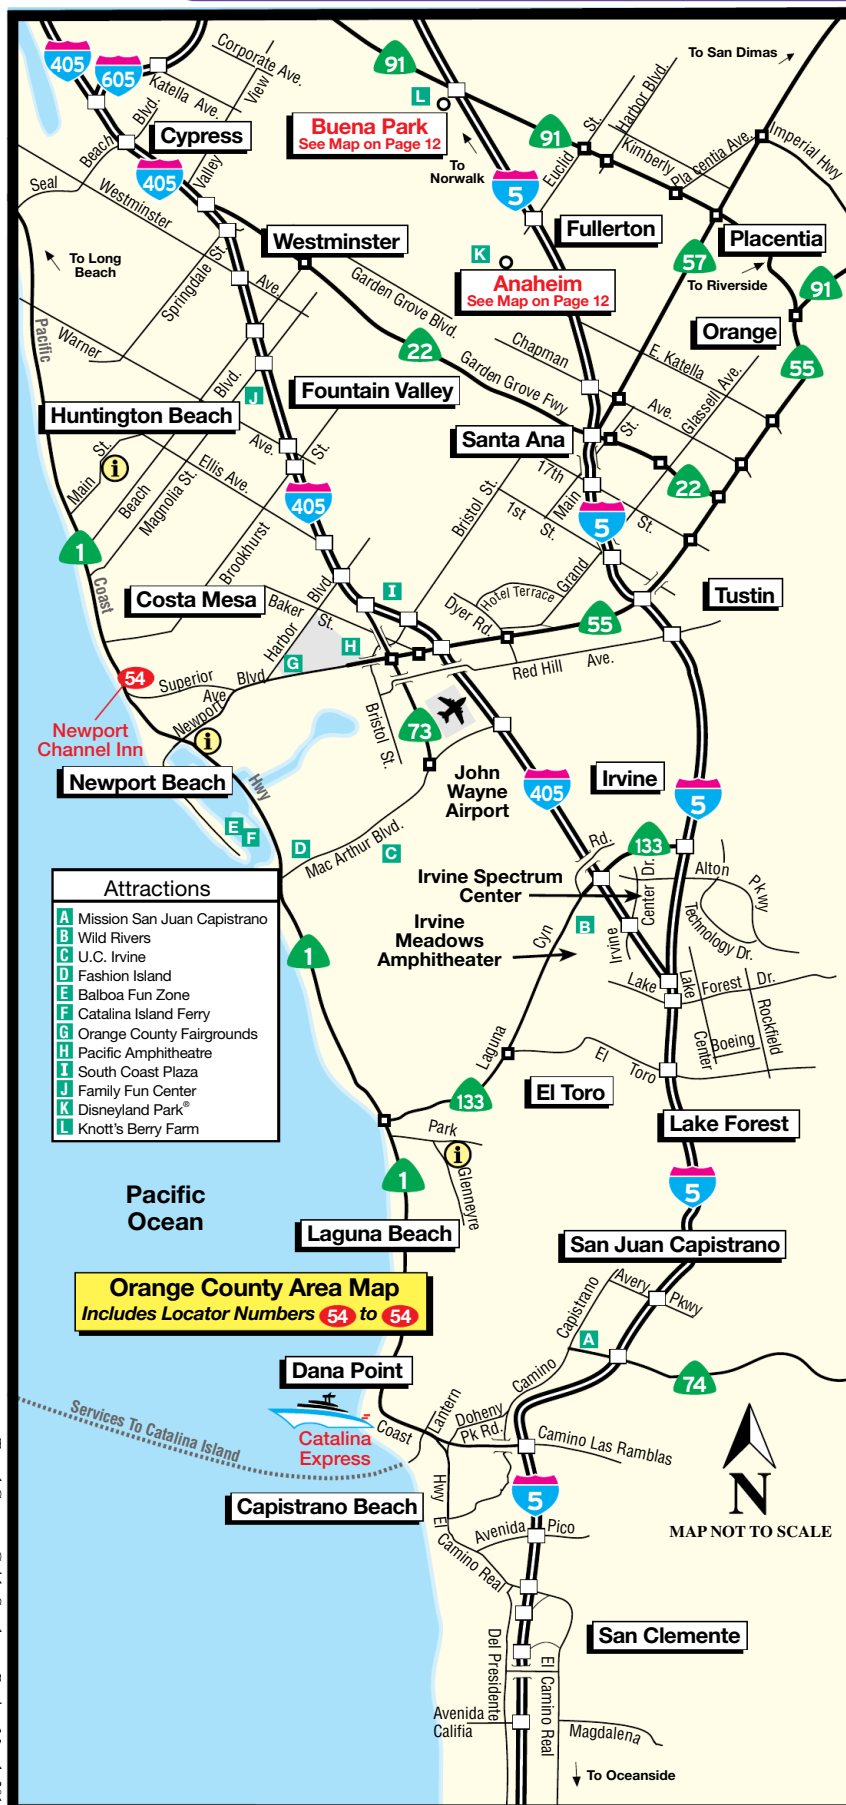 405
605
Corporate Ave.
Katella Ave.
View
Valley
91
To San Dimas
L
Buena Park
See Map on Page 12
Cypress
Beach Blvd.
405
Seal
Westminster
Ave.
To
Norwalk
91
Euclid St.
Harbor Blvd.
Kimberly
Placentia Ave.
Imperial Hwy
5
Fullerton
Placentia
Westminster
To Long
Beach
Springdale St.
K
Anaheim
See Map on Page 12
57
To Riverside
91
Garden Grove Blvd.
Pacific
Warner
Ave.
22
Garden Grove Fwy
Chapman
Ave.
E. Katella
Orange
55
Glassell Ave.
Blvd.
J
Fountain Valley
Huntington Beach
Santa Ana
Main St.
i
Beach
Magnolia St.
Ellis Ave.
St.
Brookhurst
405
Bristol St.
17th
St.
1st
St.
Main
St.
22
5
1
Coast
Costa Mesa
Baker
St.
Harbor
Blvd.
I
Dyer Rd.
Hotel Terrace
Grand
Tustin
55
H
G
Red Hill Ave.
54
Superior
Ave.
Newport
Blvd.
Newport
Channel Inn
i
Bristol St.
73
Newport Beach
Hwy
John
Wayne
Airport
405
Irvine
5
E
F
D
Mac Arthur Blvd.
C
Rd.
133
Irvine Spectrum
Center
Center Dr.
Alton
Pkwy
Irvine
Meadows
Amphitheater
Cyn
B
Irvine
Technology Dr.
Attractions
A Mission San Juan Capistrano
B Wild Rivers
C U.C. Irvine
D Fashion Island
E Balboa Fun Zone
F Catalina Island Ferry
G Orange County Fairgrounds
H Pacific Amphitheatre
I South Coast Plaza
J Family Fun Center
K Disneyland Park®
L Knott's Berry Farm
1
Lake
Forest
Dr.
Lake
Center
Boeing
Rockfield
Laguna
El
Toro
133
El Toro
Lake Forest
Park
i
Glenneyre
1
5
Pacific
Ocean
Laguna Beach
San Juan Capistrano
Orange County Area Map
Includes Locator Numbers 54 to 54
Avery
Pkwy
Capistrano
A
74
Dana Point
Camino
Services To Catalina Island
Catalina
Express
Coast
Lantern
Doheny
Pk Rd.
Camino Las Ramblas
N
MAP NOT TO SCALE
Capistrano Beach
Hwy
5
Avenida Pico
El
Camino Real
San Clemente
Del Presidente
El Camino Real
Avenida
Califia
Magdalena
To Oceanside